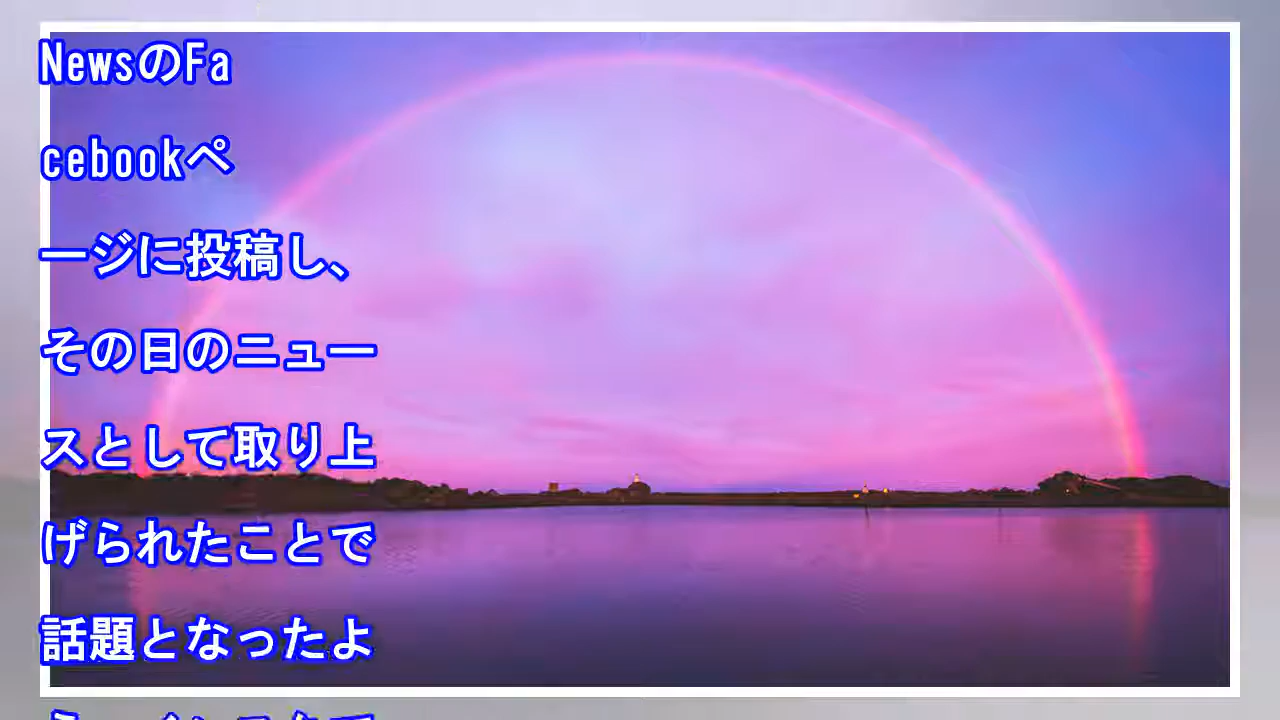 NewsのFa
cebookペ
ージに投稿し、
その日のニュー
スとして取り上
げられたことで
話題となったよ